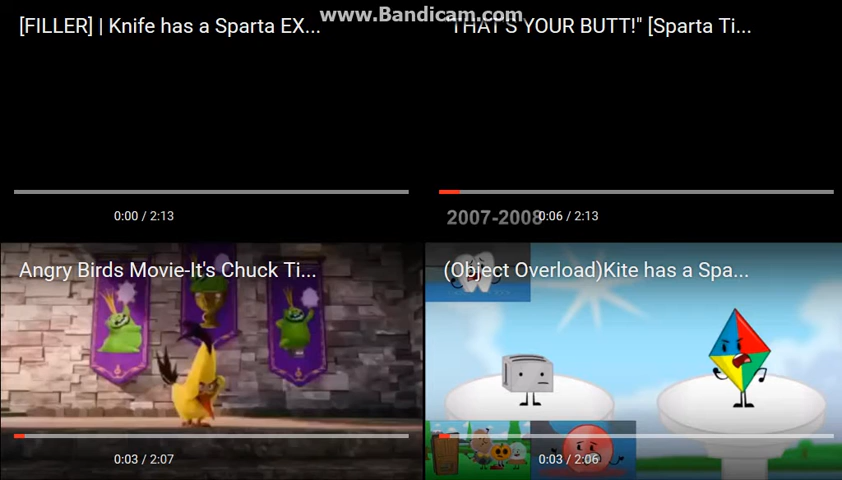 www.Bandicam.com
[FILLER] | Knife has a Sparta EX...
THAT'S YOUR BUTT!" [Sparta Ti...
0:00 / 2:13
2007-2008
0:06 / 2:13
Angry Birds Movie-It's Chuck Ti...
(Object Overload)Kite has a Spa...
0:03 / 2:07
0:03 / 2:06